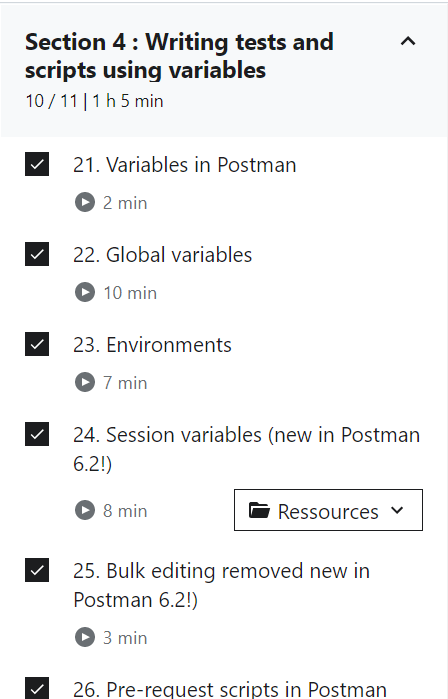 Section 4 : Writing tests and
scripts using variables
10 / 11 | 1 h 5 min
21. Variables in Postman
2 min
22. Global variables
10 min
23. Environments
7 min
24. Session variables (new in Postman
6.2!)
8 min
Ressources
25. Bulk editing removed new in
Postman 6.2!)
3 min
26. Pre-request scripts in Postman